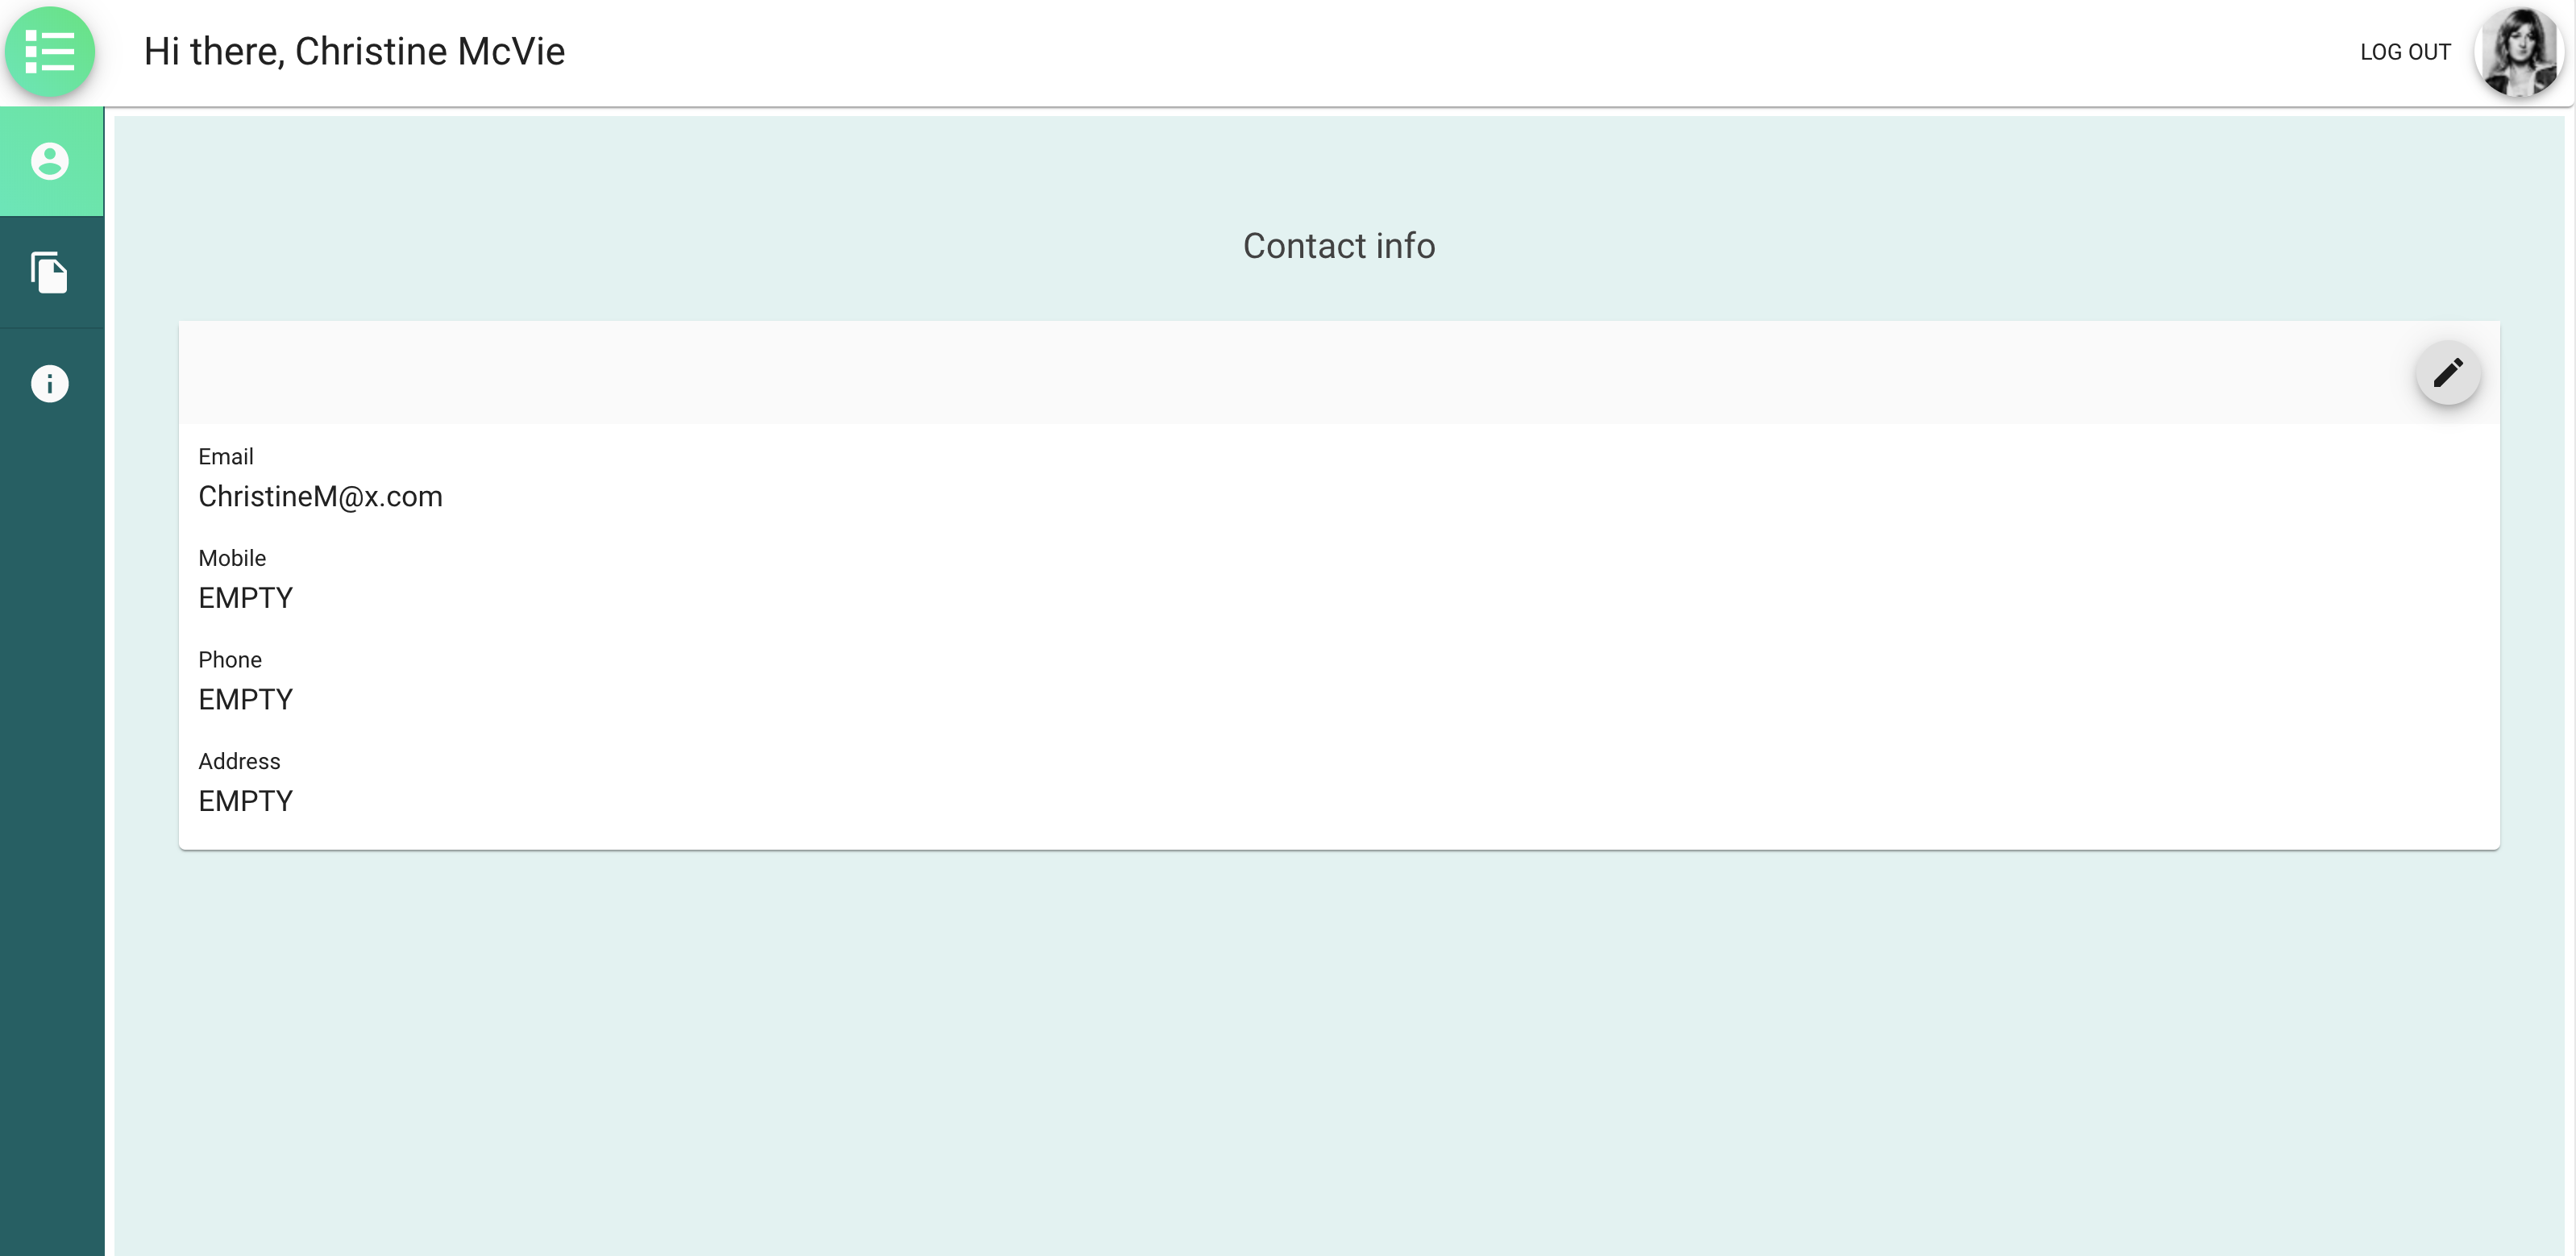 Hi there, Christine McVie
LOG OUT
Contact info
Email
ChristineM@x.com
Mobile
EMPTY
Phone
EMPTY
Address
EMPTY